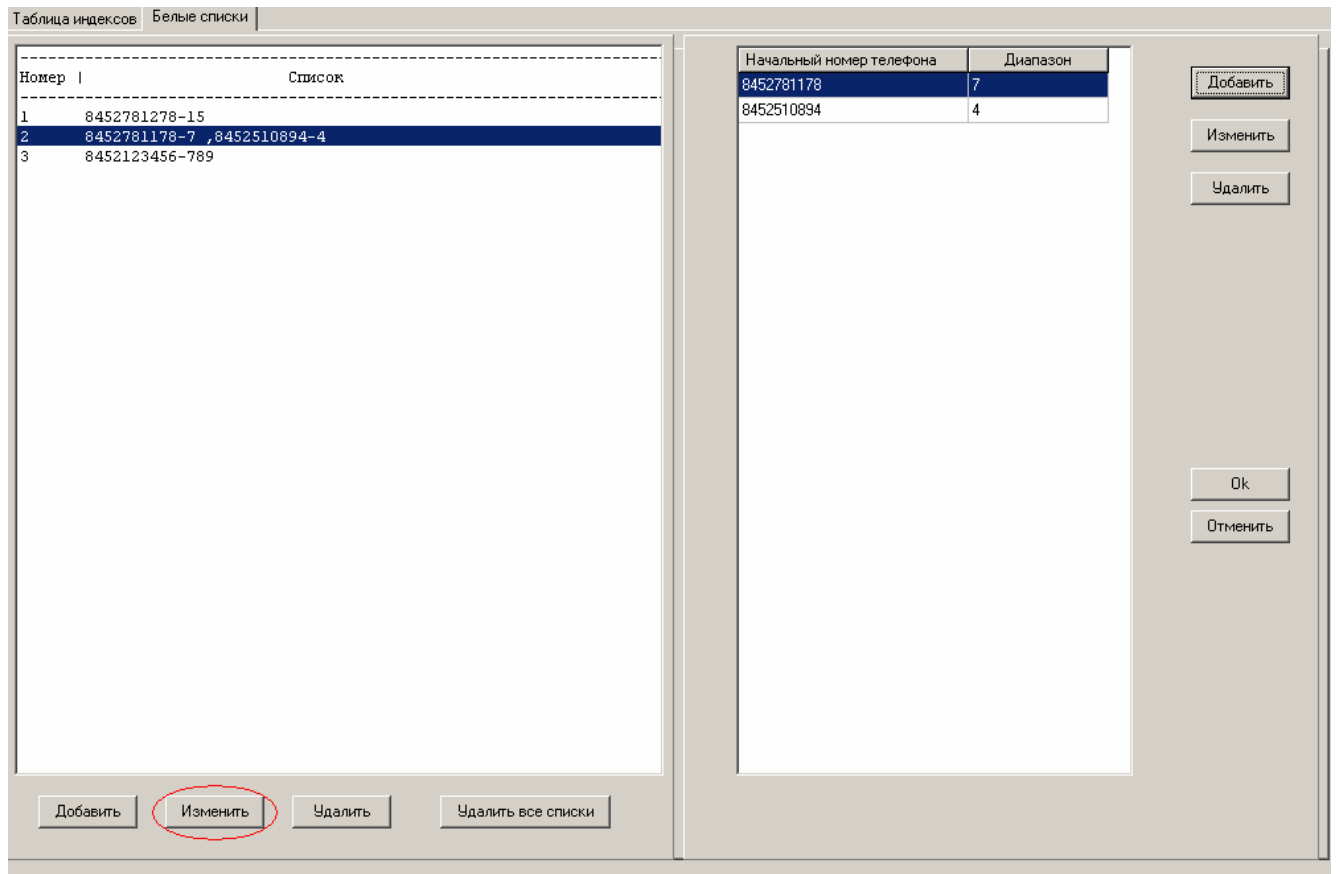 Таблица индексов Белые списки
Номер | Список
1 8452781278-15
2 8452781178-7 ,8452510894-4
3 8452123456-789
Добавить Изменить Удалить Удалить все списки
Начальный номер телефона Диапазон
8452781178 7
8452510894 4
Добавить
Изменить
Удалить
Ok
Отменить